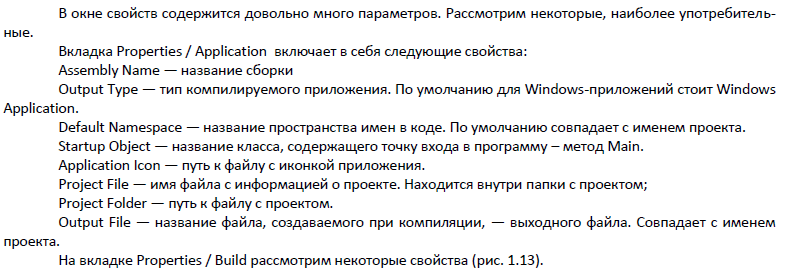 В окне свойств содержится довольно много параметров. Рассмотрим некоторые, наиболее употребитель-
ные.
Вкладка Properties / Application включает в себя следующие свойства:
Assembly Name — название сборки
Output Type — тип компилируемого приложения. По умолчанию для Windows-приложений стоит Windows
Application.
Default Namespace — название пространства имен в коде. По умолчанию совпадает с именем проекта.
Startup Object — название класса, содержащего точку входа в программу – метод Main.
Application Icon — путь к файлу с иконкой приложения.
Project File — имя файла с информацией о проекте. Находится внутри папки с проектом;
Project Folder — путь к файлу с проектом.
Output File — название файла, создаваемого при компиляции, — выходного файла. Совпадает с именем
проекта.
На вкладке Properties / Build рассмотрим некоторые свойства (рис. 1.13).